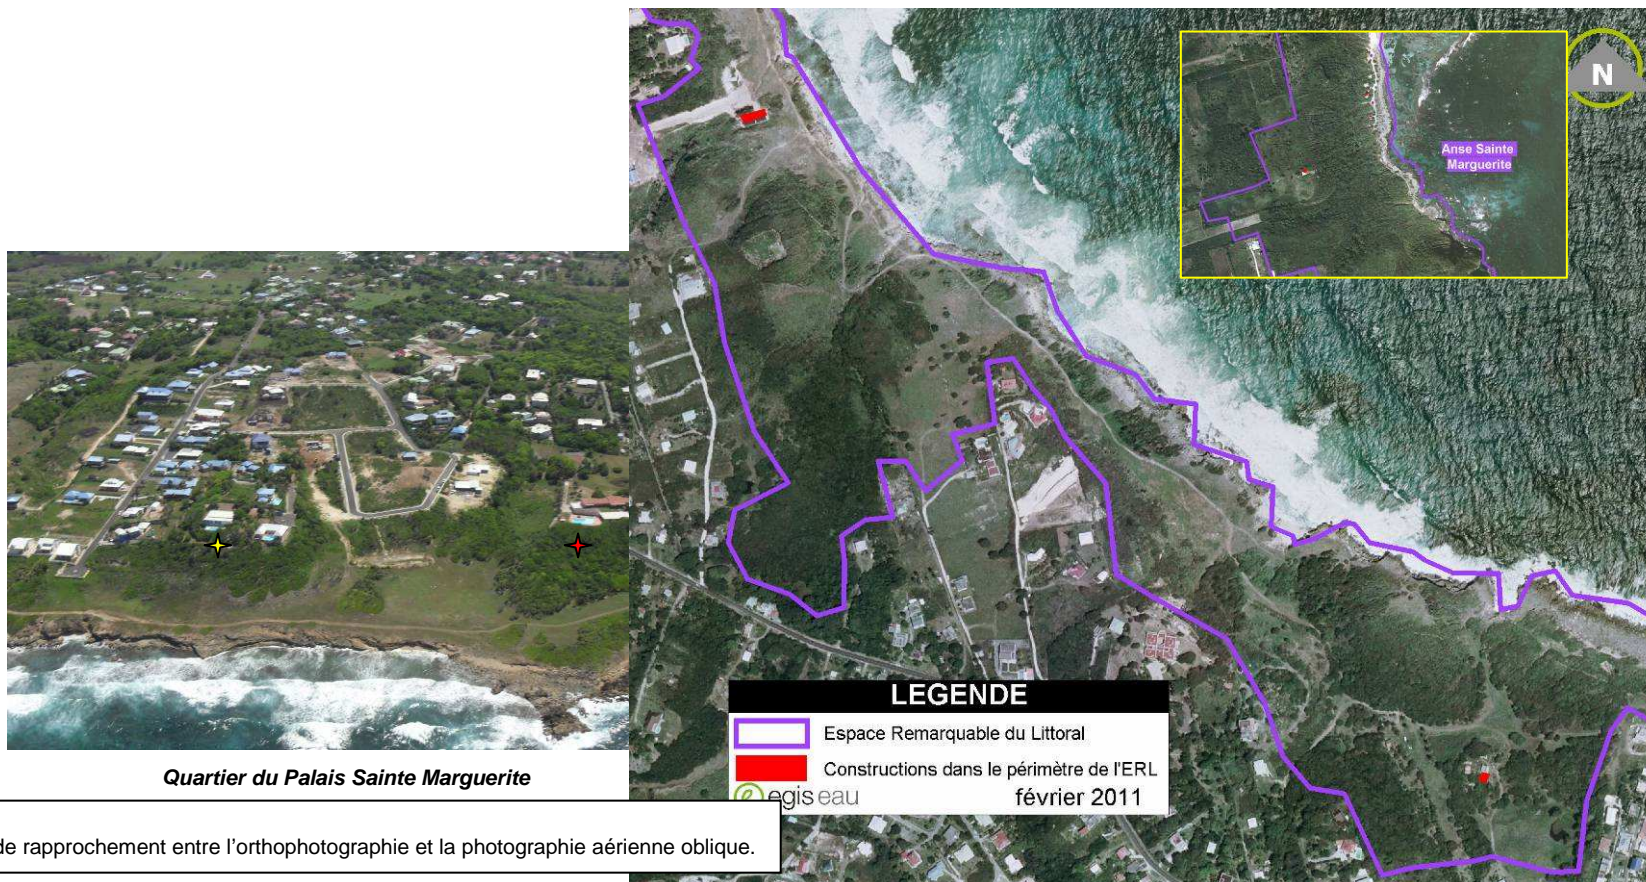 N
Anse Sainte
Marguerite
LEGENDE
Espace Remarquable du Littoral
Constructions dans le périmètre de l'ERL
egis eau février 2011
Quartier du Palais Sainte Marguerite
de rapprochement entre l'orthophotographie et la photographie aérienne oblique.